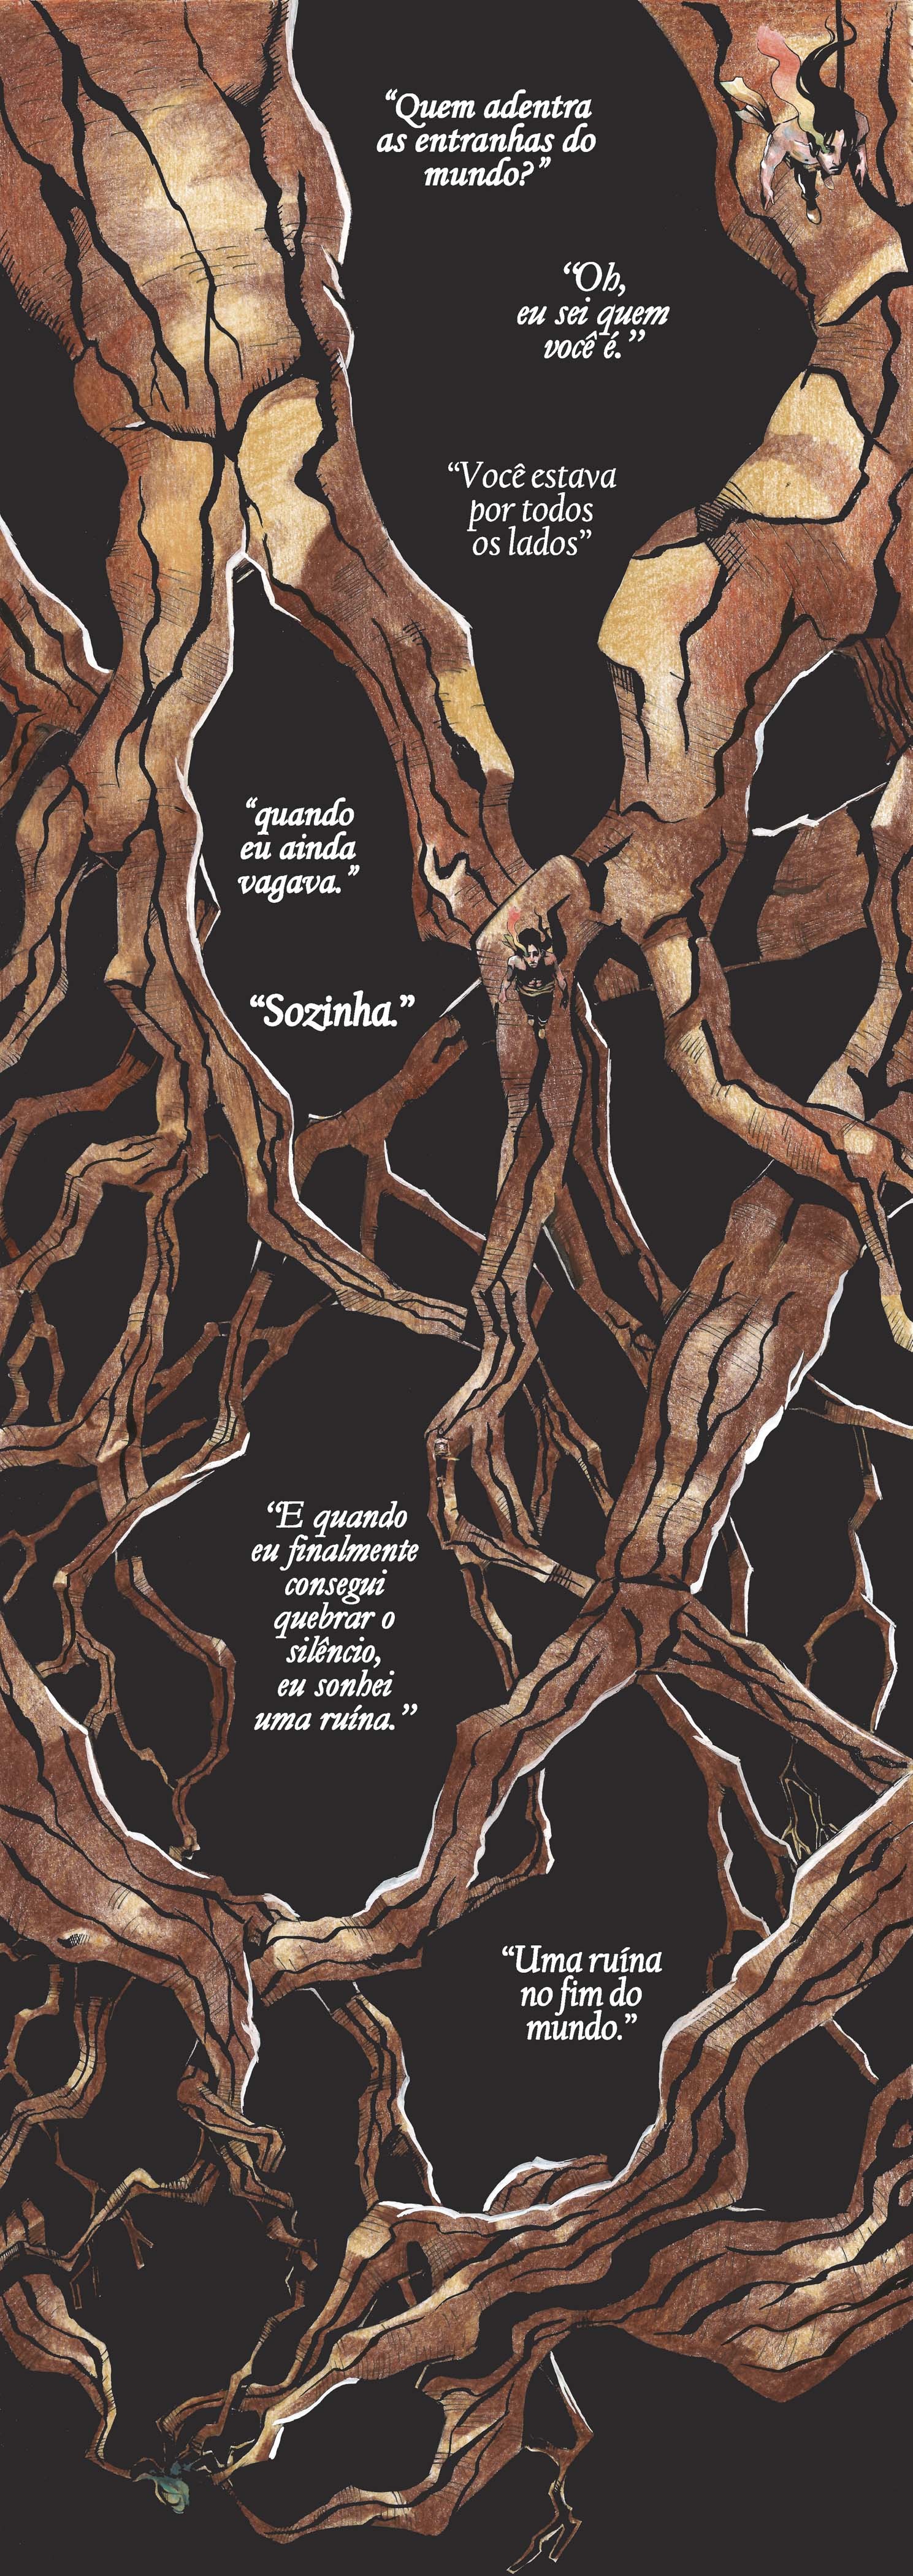 “Quem adentra
as entranhas do
mundo?”
“Oh,
eu sei quem
você é.”
“Você estava
por todos
os lados”
“quando
eu ainda
vagava.”
“Sozinha.”
“E quando
eu finalmente
consegui
quebrar o
silêncio,
eu sonhei
uma ruína.”
“Uma ruína
no fim do
mundo.”